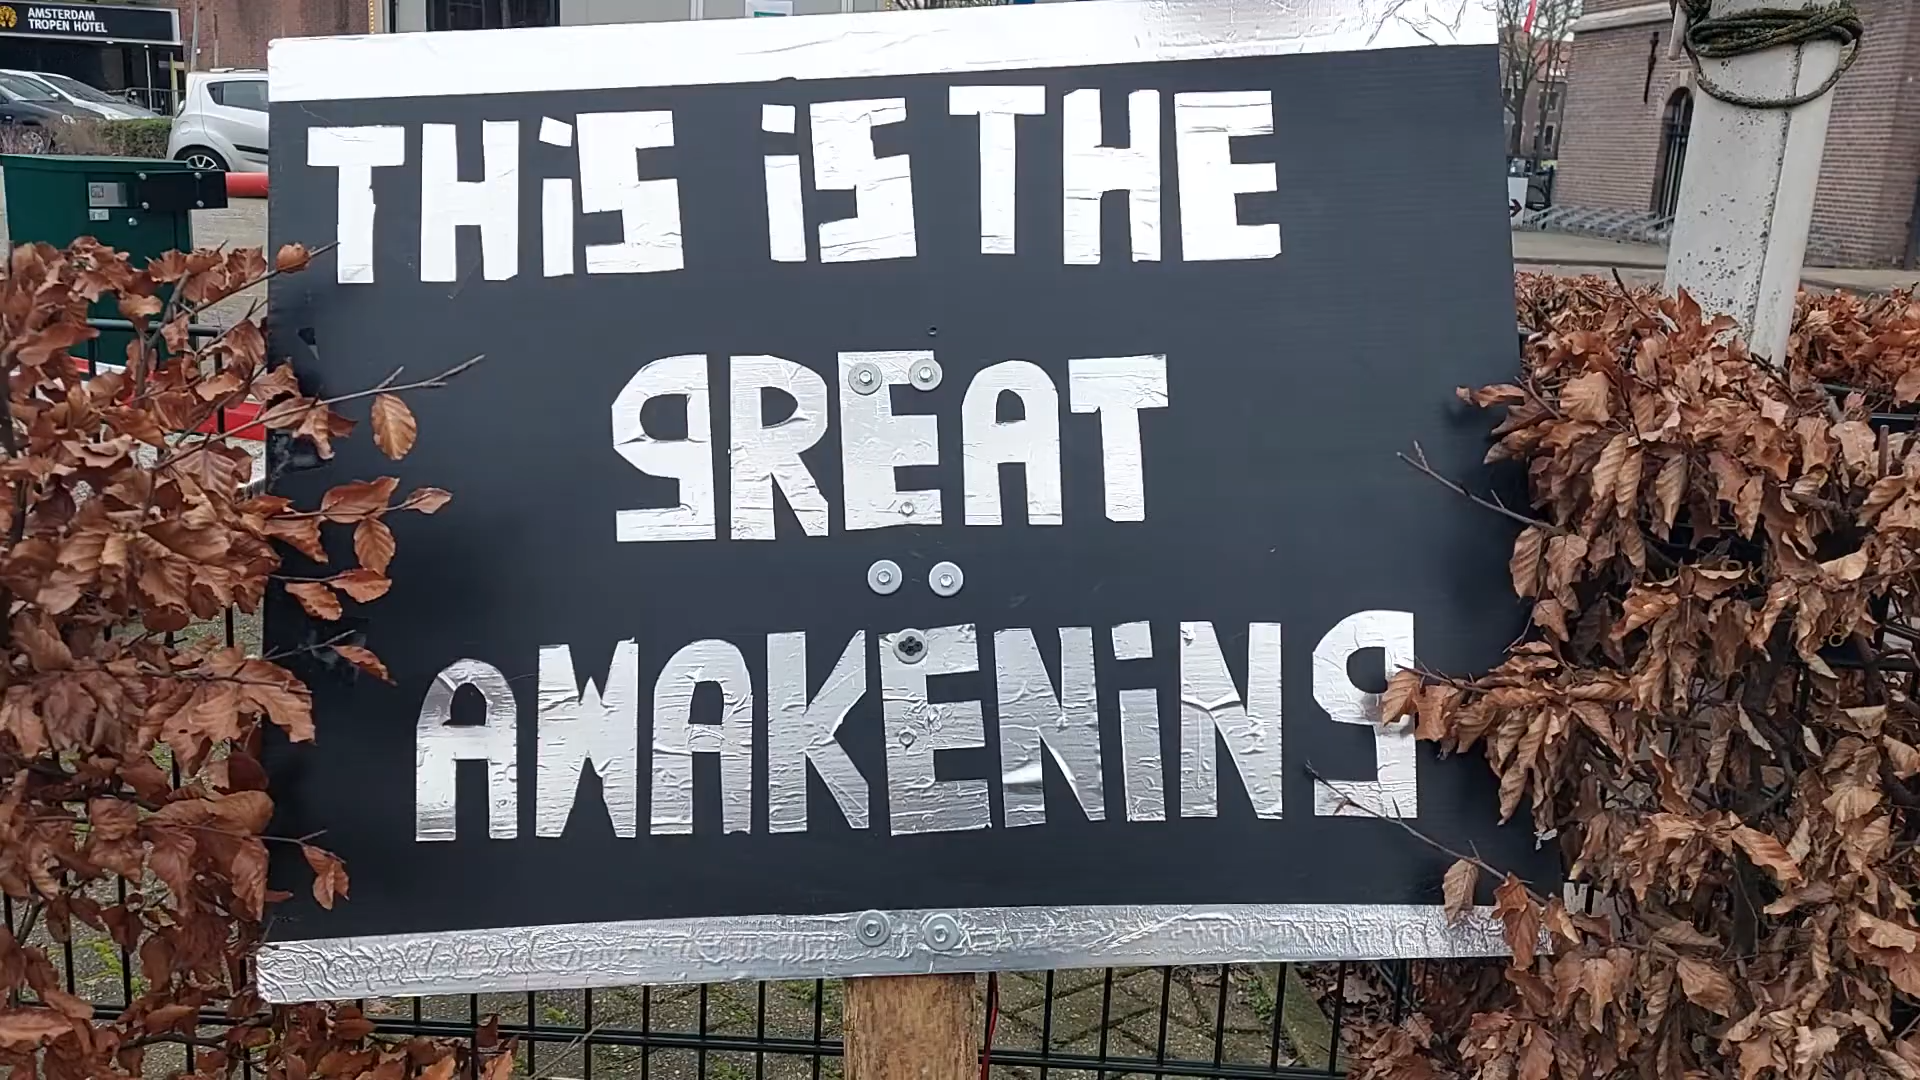 AMSTERDAM
TROPEN HOTEL
THiS iS THE
GREAT
AWAKENiNG